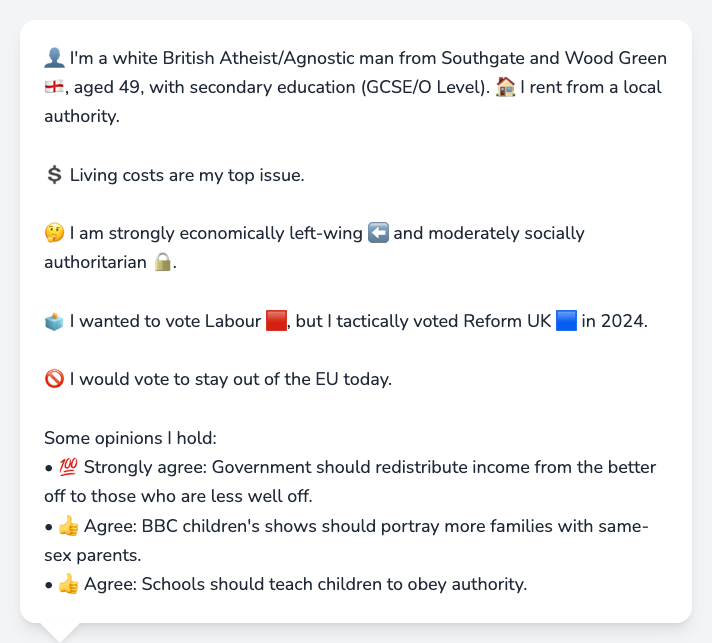 👤 I'm a white British Atheist/Agnostic man from Southgate and Wood Green
🏴󠁧󠁢󠁥󠁮󠁧󠁿, aged 49, with secondary education (GCSE/O Level). 🏠 I rent from a local
authority.
💲 Living costs are my top issue.
🤔 I am strongly economically left-wing ⬅️ and moderately socially
authoritarian 🔒.
🗳️ I wanted to vote Labour 🟥, but I tactically voted Reform UK 🟦 in 2024.
🚫 I would vote to stay out of the EU today.
Some opinions I hold:
• 💯 Strongly agree: Government should redistribute income from the better
off to those who are less well off.
• 👍 Agree: BBC children's shows should portray more families with same-
sex parents.
• 👍 Agree: Schools should teach children to obey authority.